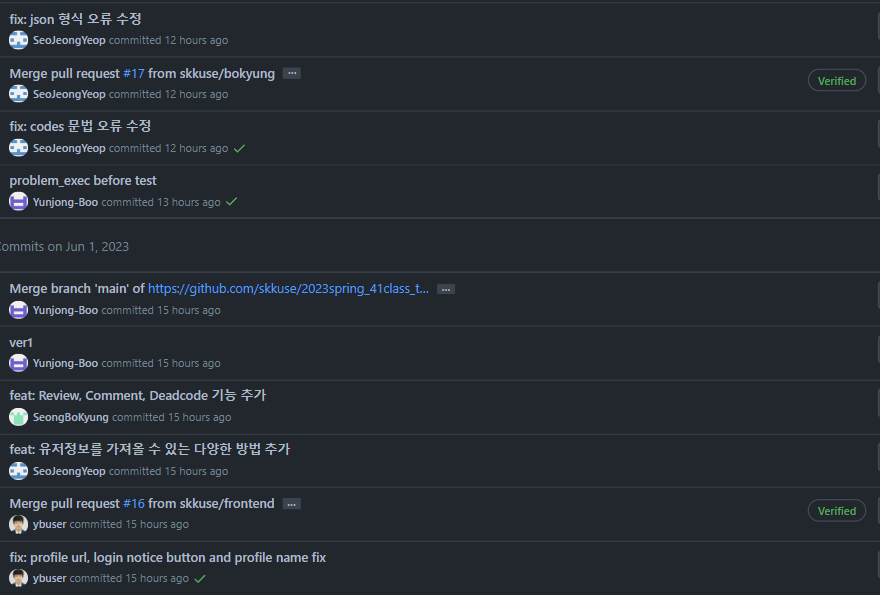 fix: json 형식 오류 수정
SeoJeongYeop committed 12 hours ago
Merge pull request #17 from skkuse/bokyung ...
SeoJeongYeop committed 12 hours ago
Verified
fix: codes 문법 오류 수정
SeoJeongYeop committed 12 hours ago
problem_exec before test
Yunjong-Boo committed 13 hours ago
ommits on Jun 1, 2023
Merge branch 'main' of https://github.com/skkuse/2023spring_41class_t... ...
Yunjong-Boo committed 15 hours ago
ver1
Yunjong-Boo committed 15 hours ago
feat: Review, Comment, Deadcode 기능 추가
SeongBoKyung committed 15 hours ago
feat: 유저정보를 가져올 수 있는 다양한 방법 추가
SeoJeongYeop committed 15 hours ago
Merge pull request #16 from skkuse/frontend ...
ybuser committed 15 hours ago
Verified
fix: profile url, login notice button and profile name fix
ybuser committed 15 hours ago